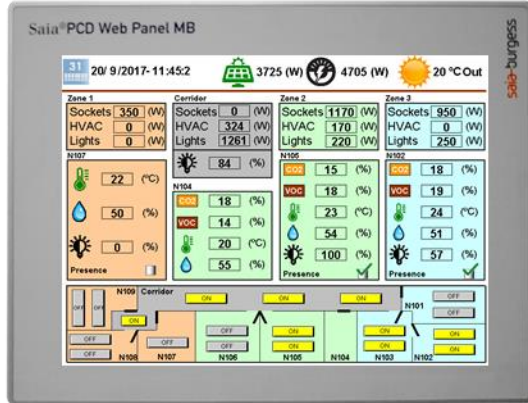 Saia®PCD Web Panel MB
saia-burgess
31 20/ 9 /2017- 11:45:2 3725 (W) 4705 (W) 20 °C Out
Zone 1 Corridor Zone 2 Zone 3
Sockets 350 (W) Sockets 0 (W) Sockets 1170 (W) Sockets 950 (W)
HVAC 0 (W) HVAC 324 (W) HVAC 170 (W) HVAC 0 (W)
Lights 0 (W) Lights 1261 (W) Lights 220 (W) Lights 250 (W)
N107
22 (°C)
50 (%)
0 (%)
Presence
84 (%)
N104
CO2 18 (%)
VOC 14 (%)
20 (°C)
55 (%)
N105
CO2 15 (%)
VOC 18 (%)
23 (°C)
54 (%)
100 (%)
Presence
N102
CO2 18 (%)
VOC 19 (%)
24 (°C)
51 (%)
57 (%)
Presence
N109 Corridor
OFF OFF ON ON ON N101 OFF
ON OFF
OFF OFF OFF ON ON ON
OFF OFF ON ON ON
N108 N107 N106 N105 N104 N103 N102